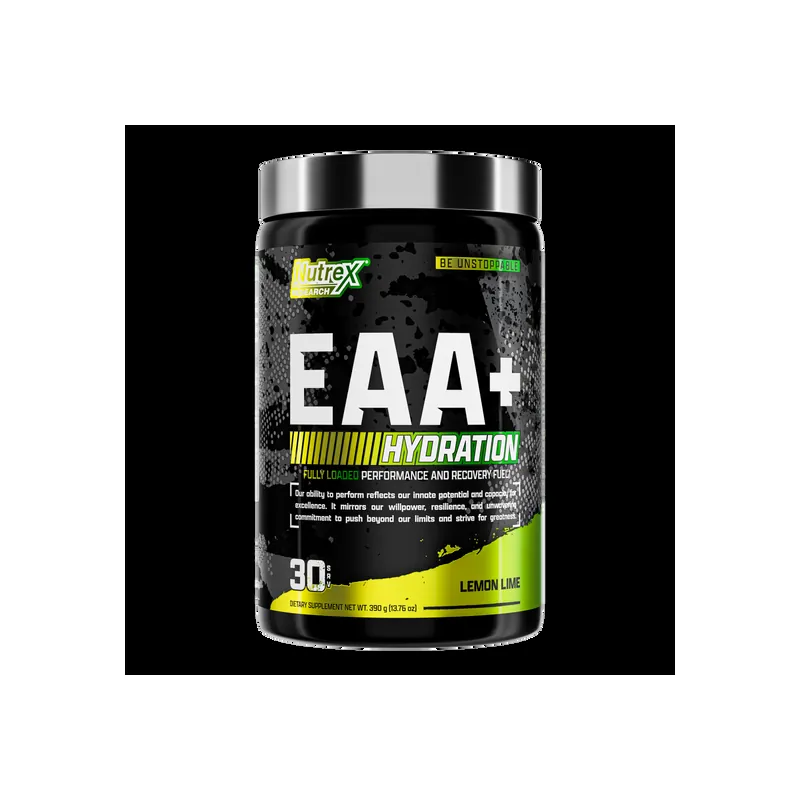 Nutrex
RESEARCH
BE UNSTOPPABLE
EAA+
HYDRATION
FULLY LOADED PERFORMANCE AND RECOVERY FUEL!
Our ability to perform reflects our innate potential and capacity for
excellence. It mirrors our willpower, resilience, and unwavering
commitment to push beyond our limits and strive for greatness.
30 SRV
LEMON LIME
DIETARY SUPPLEMENT NET WT. 390 g (13.75 oz)